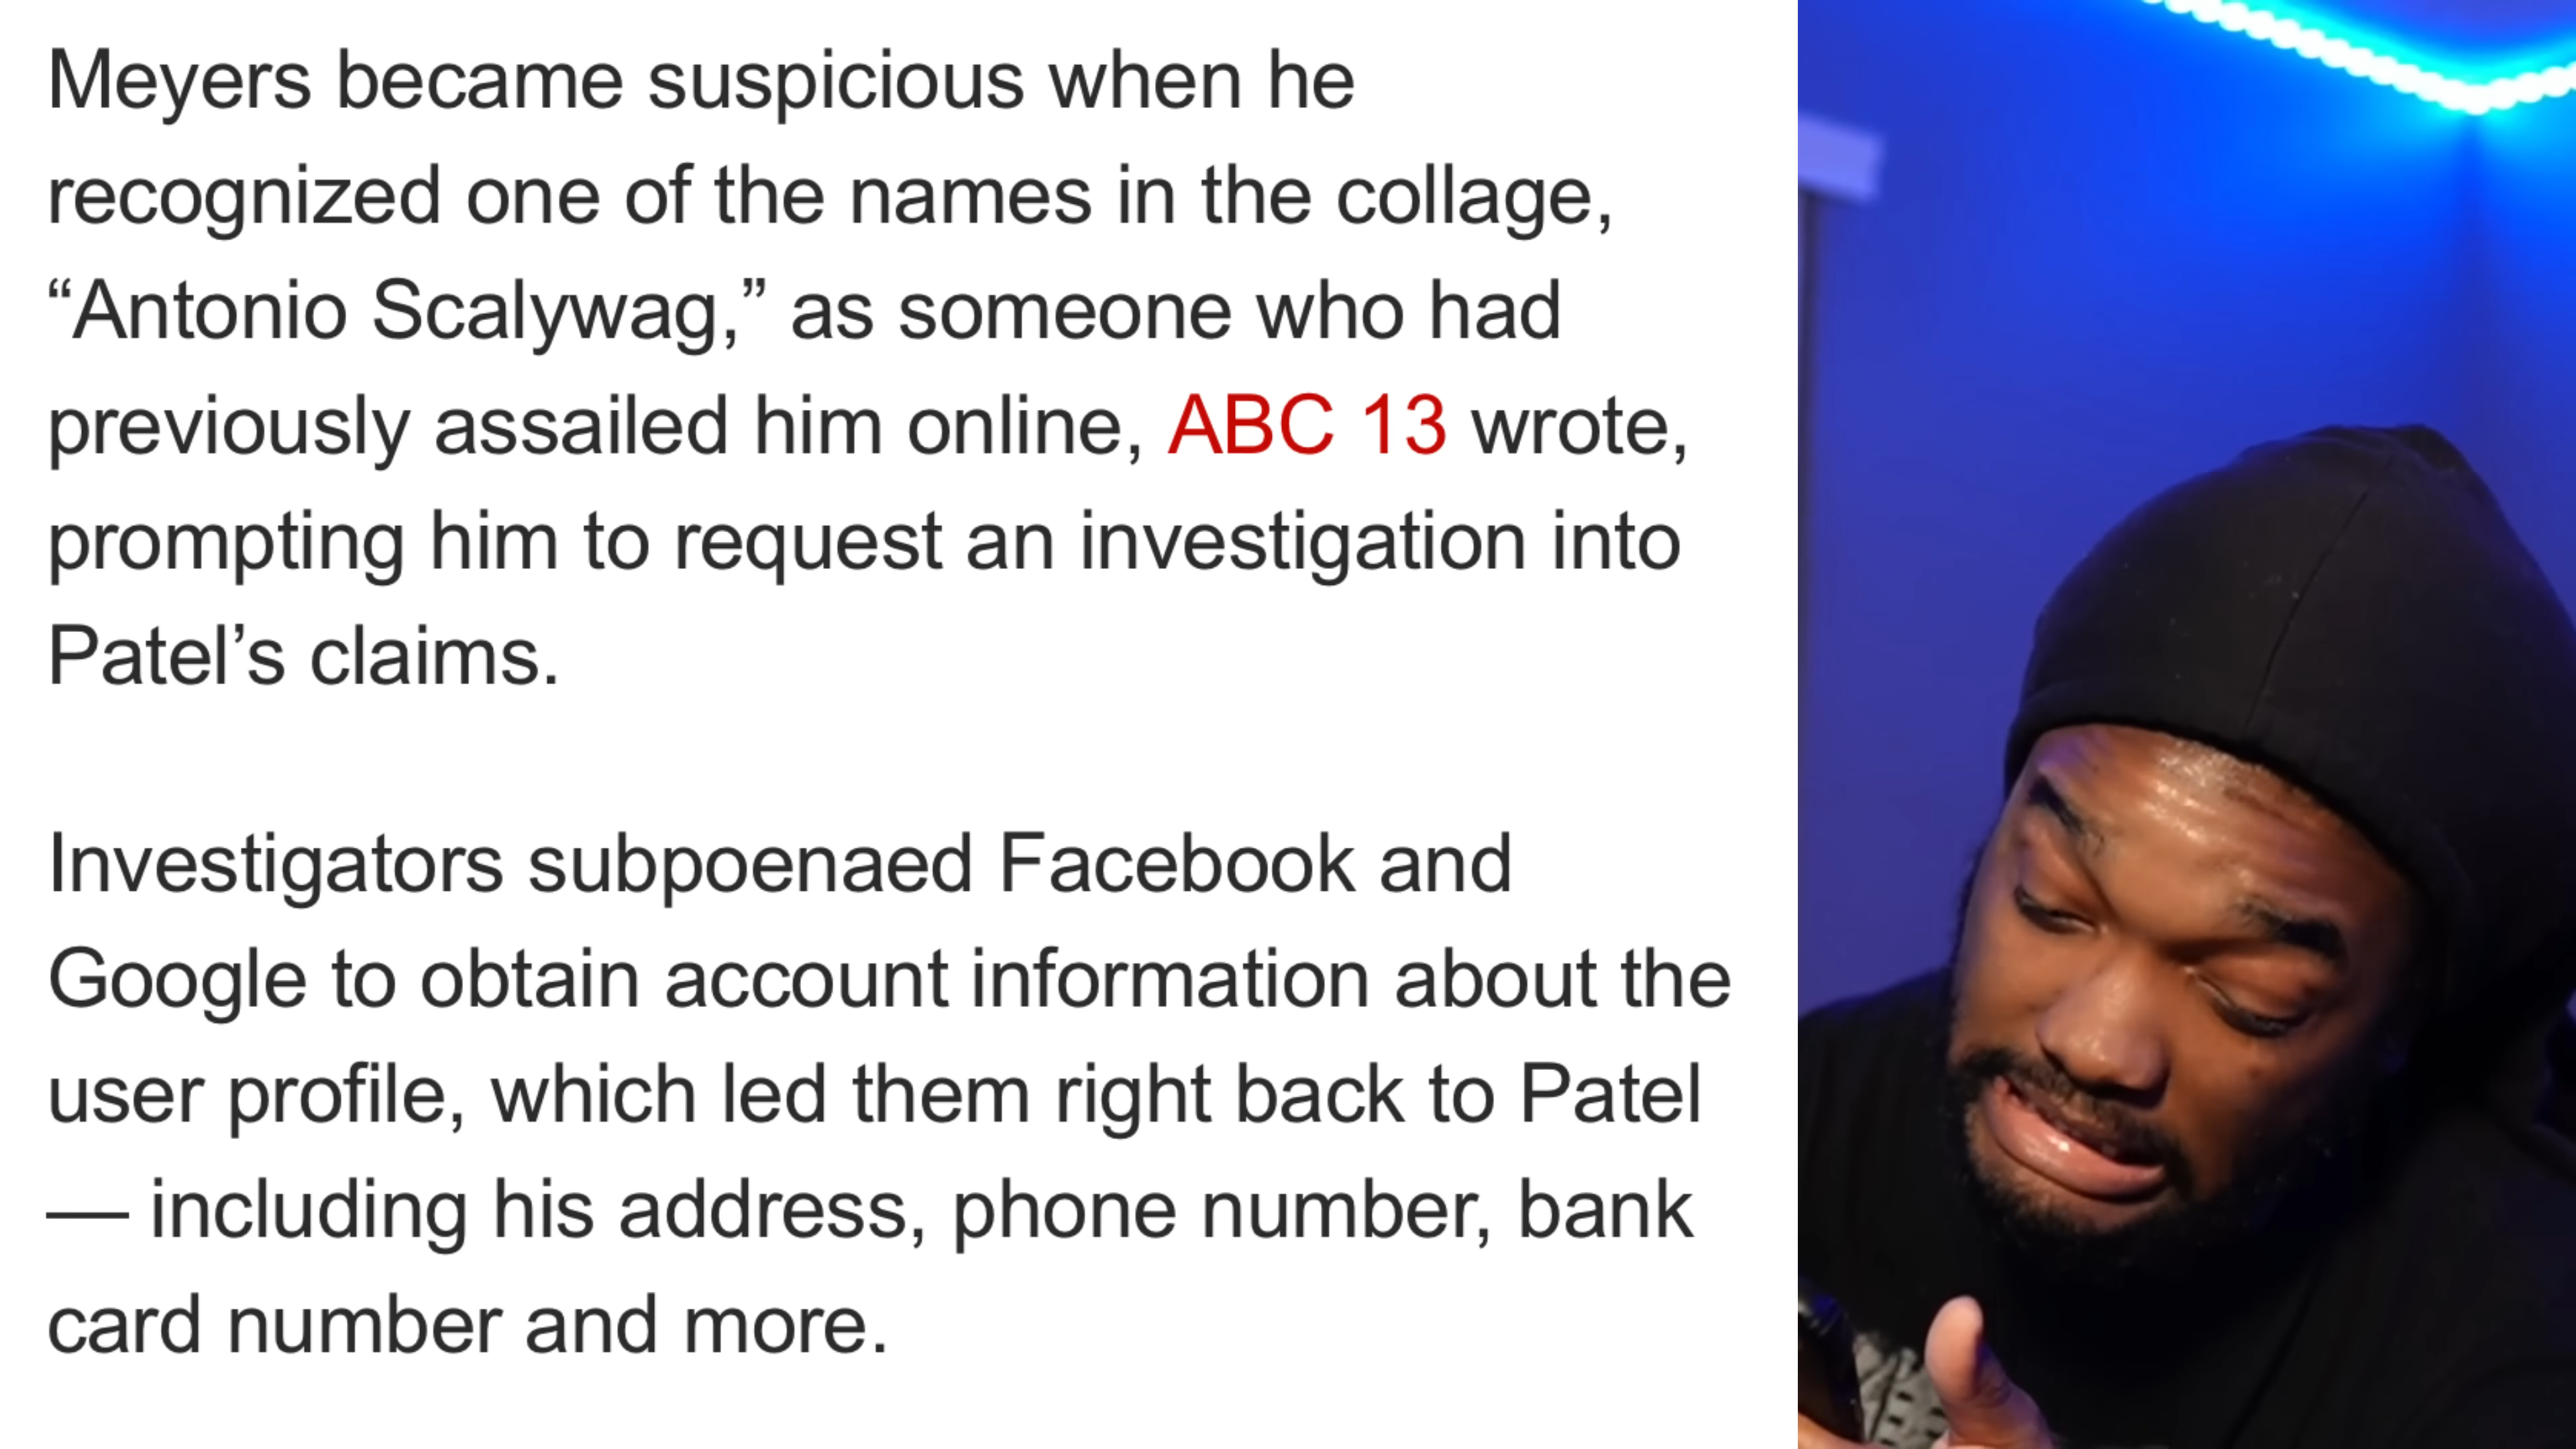 Meyers became suspicious when he
recognized one of the names in the collage,
“Antonio Scalywag,” as someone who had
previously assailed him online, ABC 13 wrote,
prompting him to request an investigation into
Patel’s claims.
Investigators subpoenaed Facebook and
Google to obtain account information about the
user profile, which led them right back to Patel
— including his address, phone number, bank
card number and more.